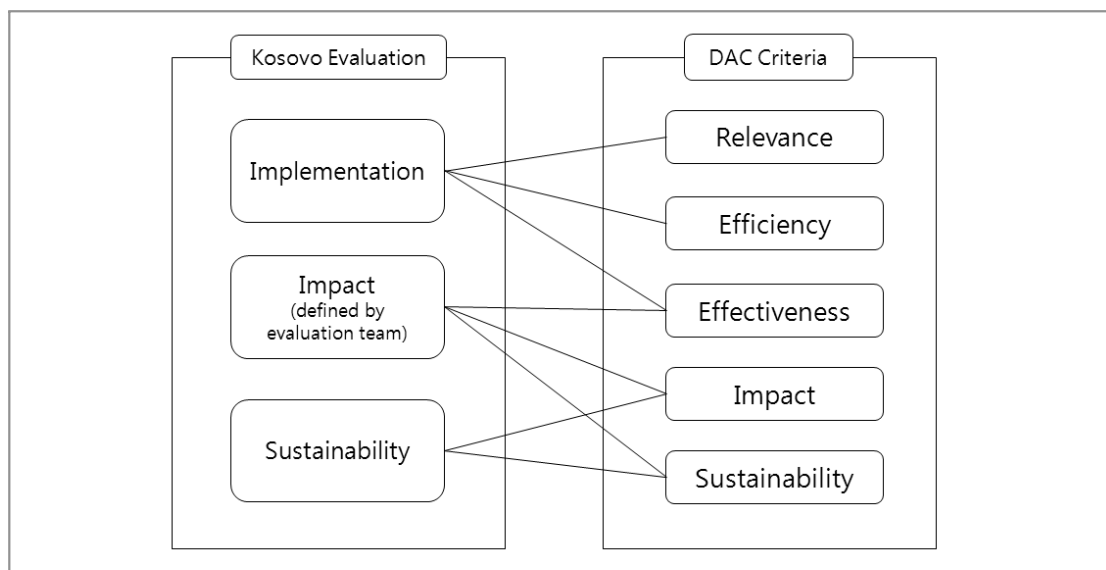 Kosovo Evaluation
Implementation
Impact
(defined by
evaluation team)
Sustainability
DAC Criteria
Relevance
Efficiency
Effectiveness
Impact
Sustainability